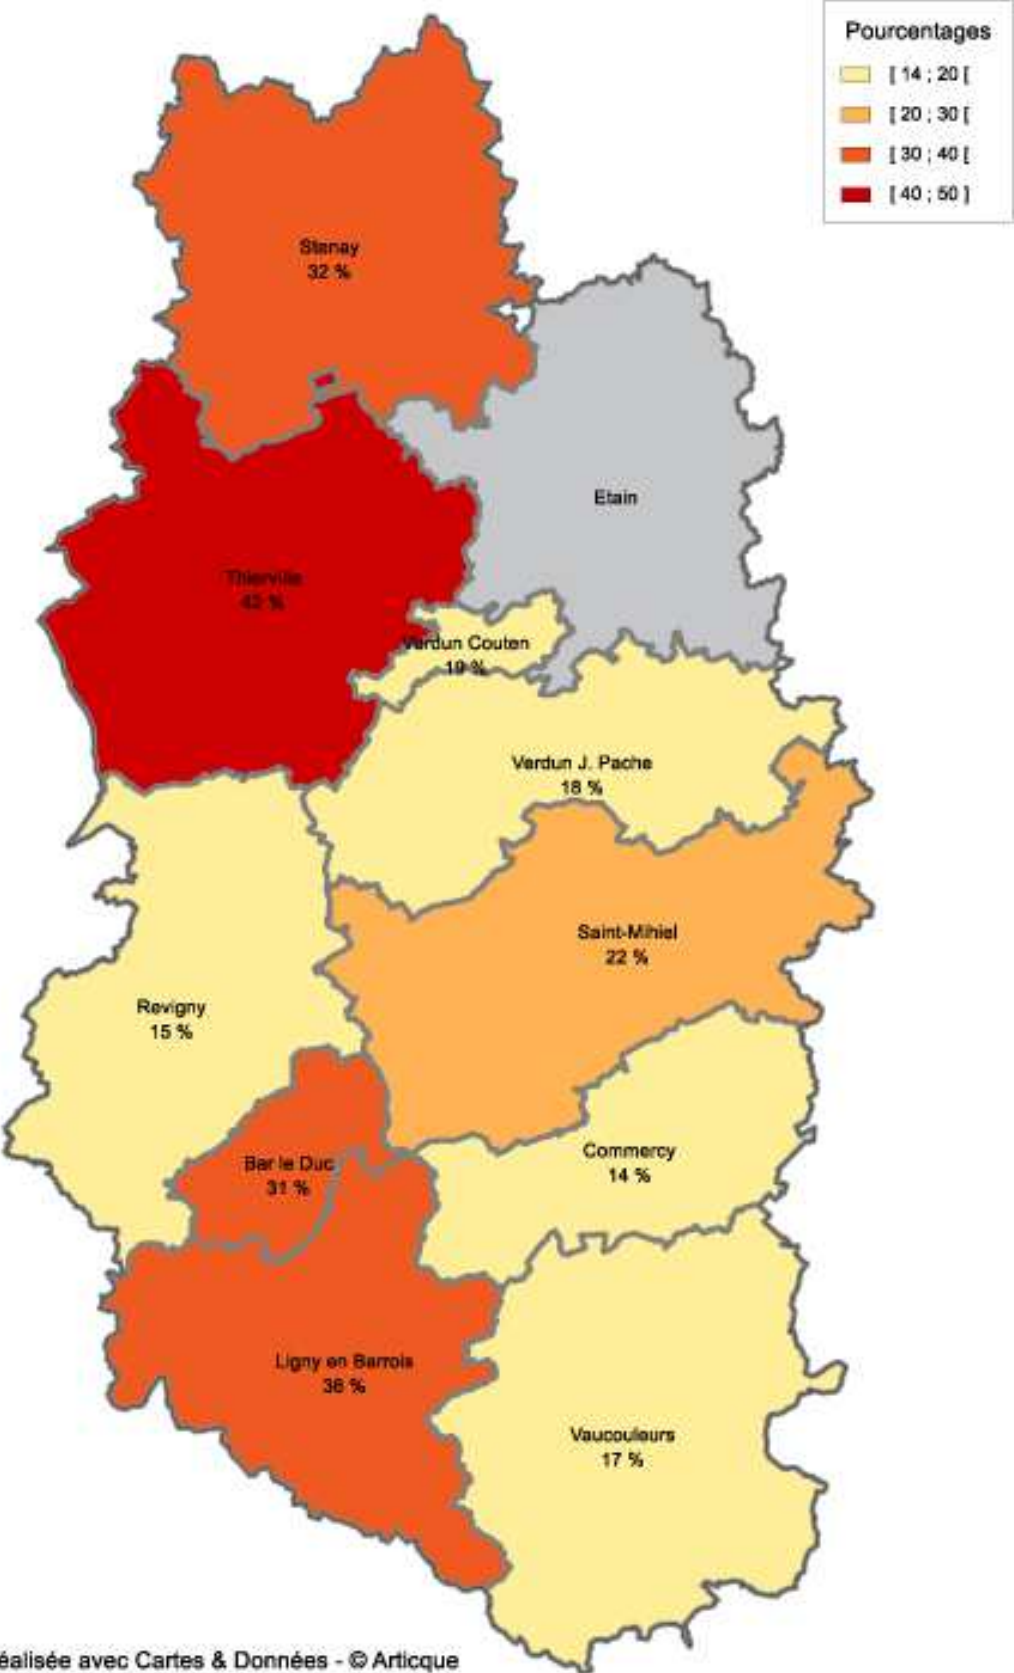 Pourcentages
[ 14 ; 20 [
[ 20 ; 30 [
[ 30 ; 40 [
[ 40 ; 50 ]
Stenay
32 %
Etain
Thierville
42 %
Verdun Couten
19 %
Verdun J. Pache
18 %
Saint-Mihiel
22 %
Revigny
15 %
Commercy
14 %
Bar le Duc
31 %
Ligny en Barrois
36 %
Vaucouleurs
17 %
éalisée avec Cartes & Données - © Articque